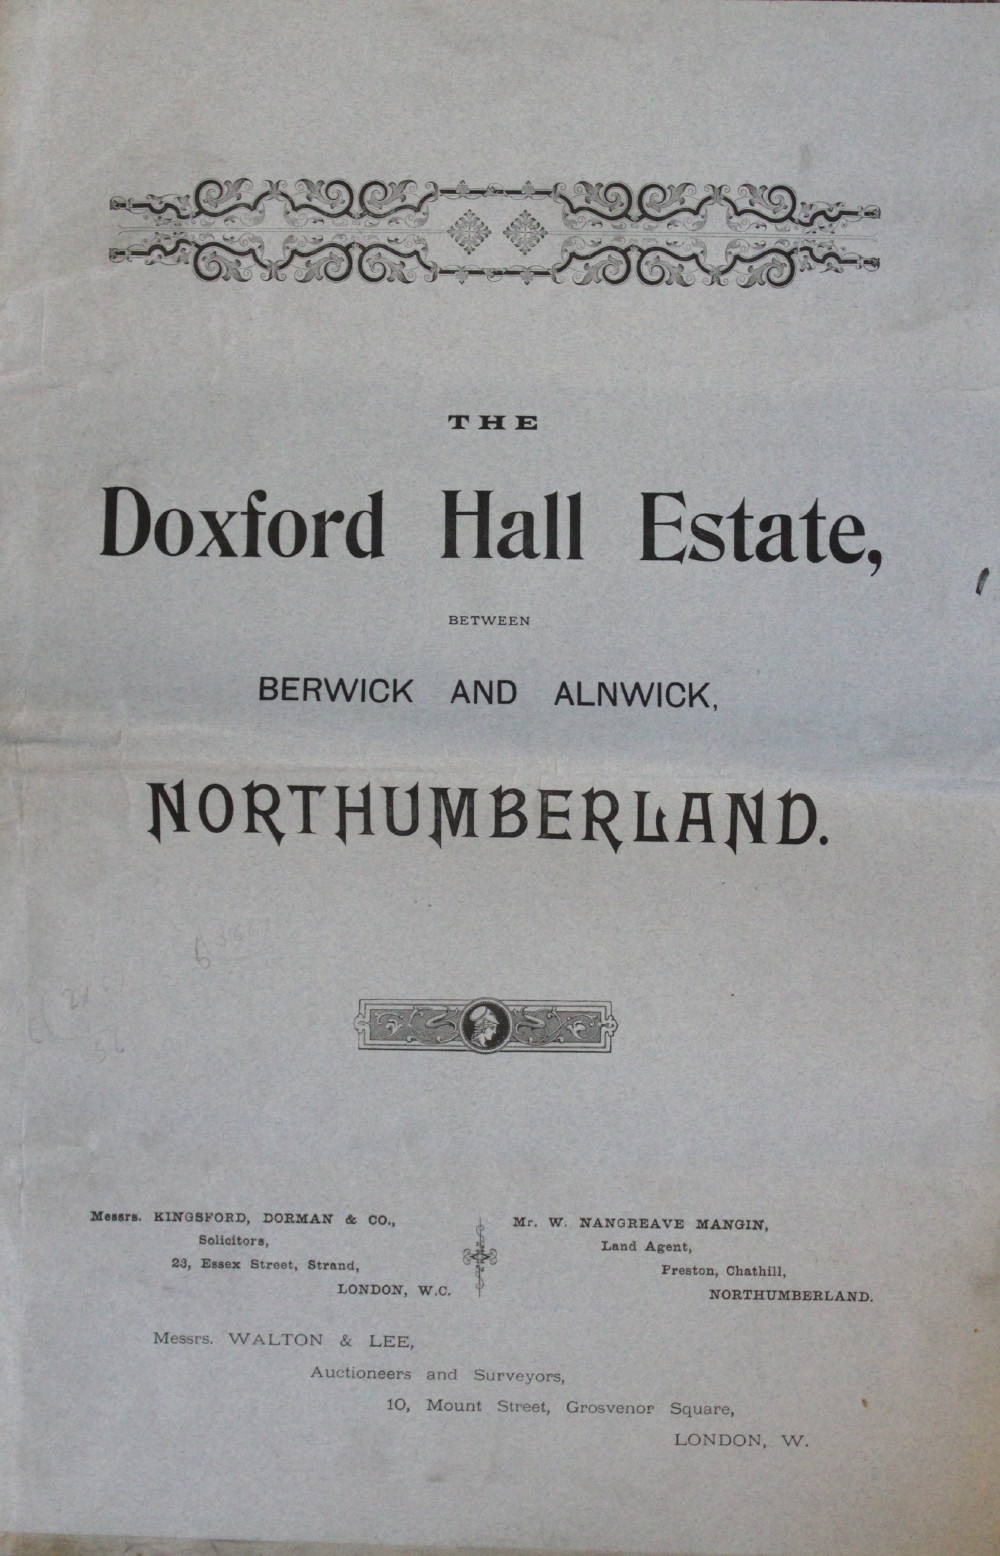 THE
Doxford Hall Estate,
BETWEEN
BERWICK AND ALNWICK,
NORTHUMBERLAND.
Messrs. KINGSFORD, DORMAN & CO.,
Solicitors,
23, Essex Street, Strand,
LONDON, W.C.
Mr. W. NANGREAVE MANGIN,
Land Agent,
Preston, Chathill,
NORTHUMBERLAND.
Messrs. WALTON & LEE,
Auctioneers and Surveyors,
10, Mount Street, Grosvenor Square,
LONDON, W.